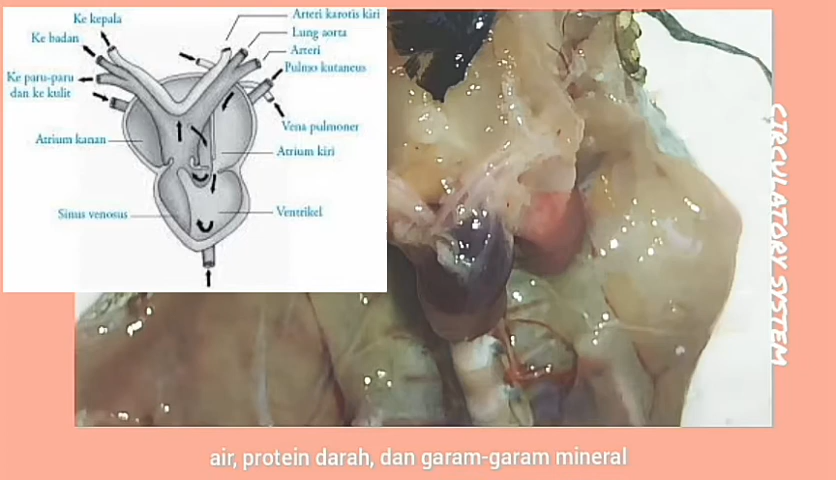 Ke kepala
Ke badan
Ke paru-paru
dan ke kulit
Atrium kanan
Sinus venosus
Arteri karotis kiri
Lung aorta
Arteri
Pulmo kutaneus
Vena pulmoner
Atrium kiri
Ventrikel
CIRCULATORY SYSTEM
air, protein darah, dan garam-garam mineral